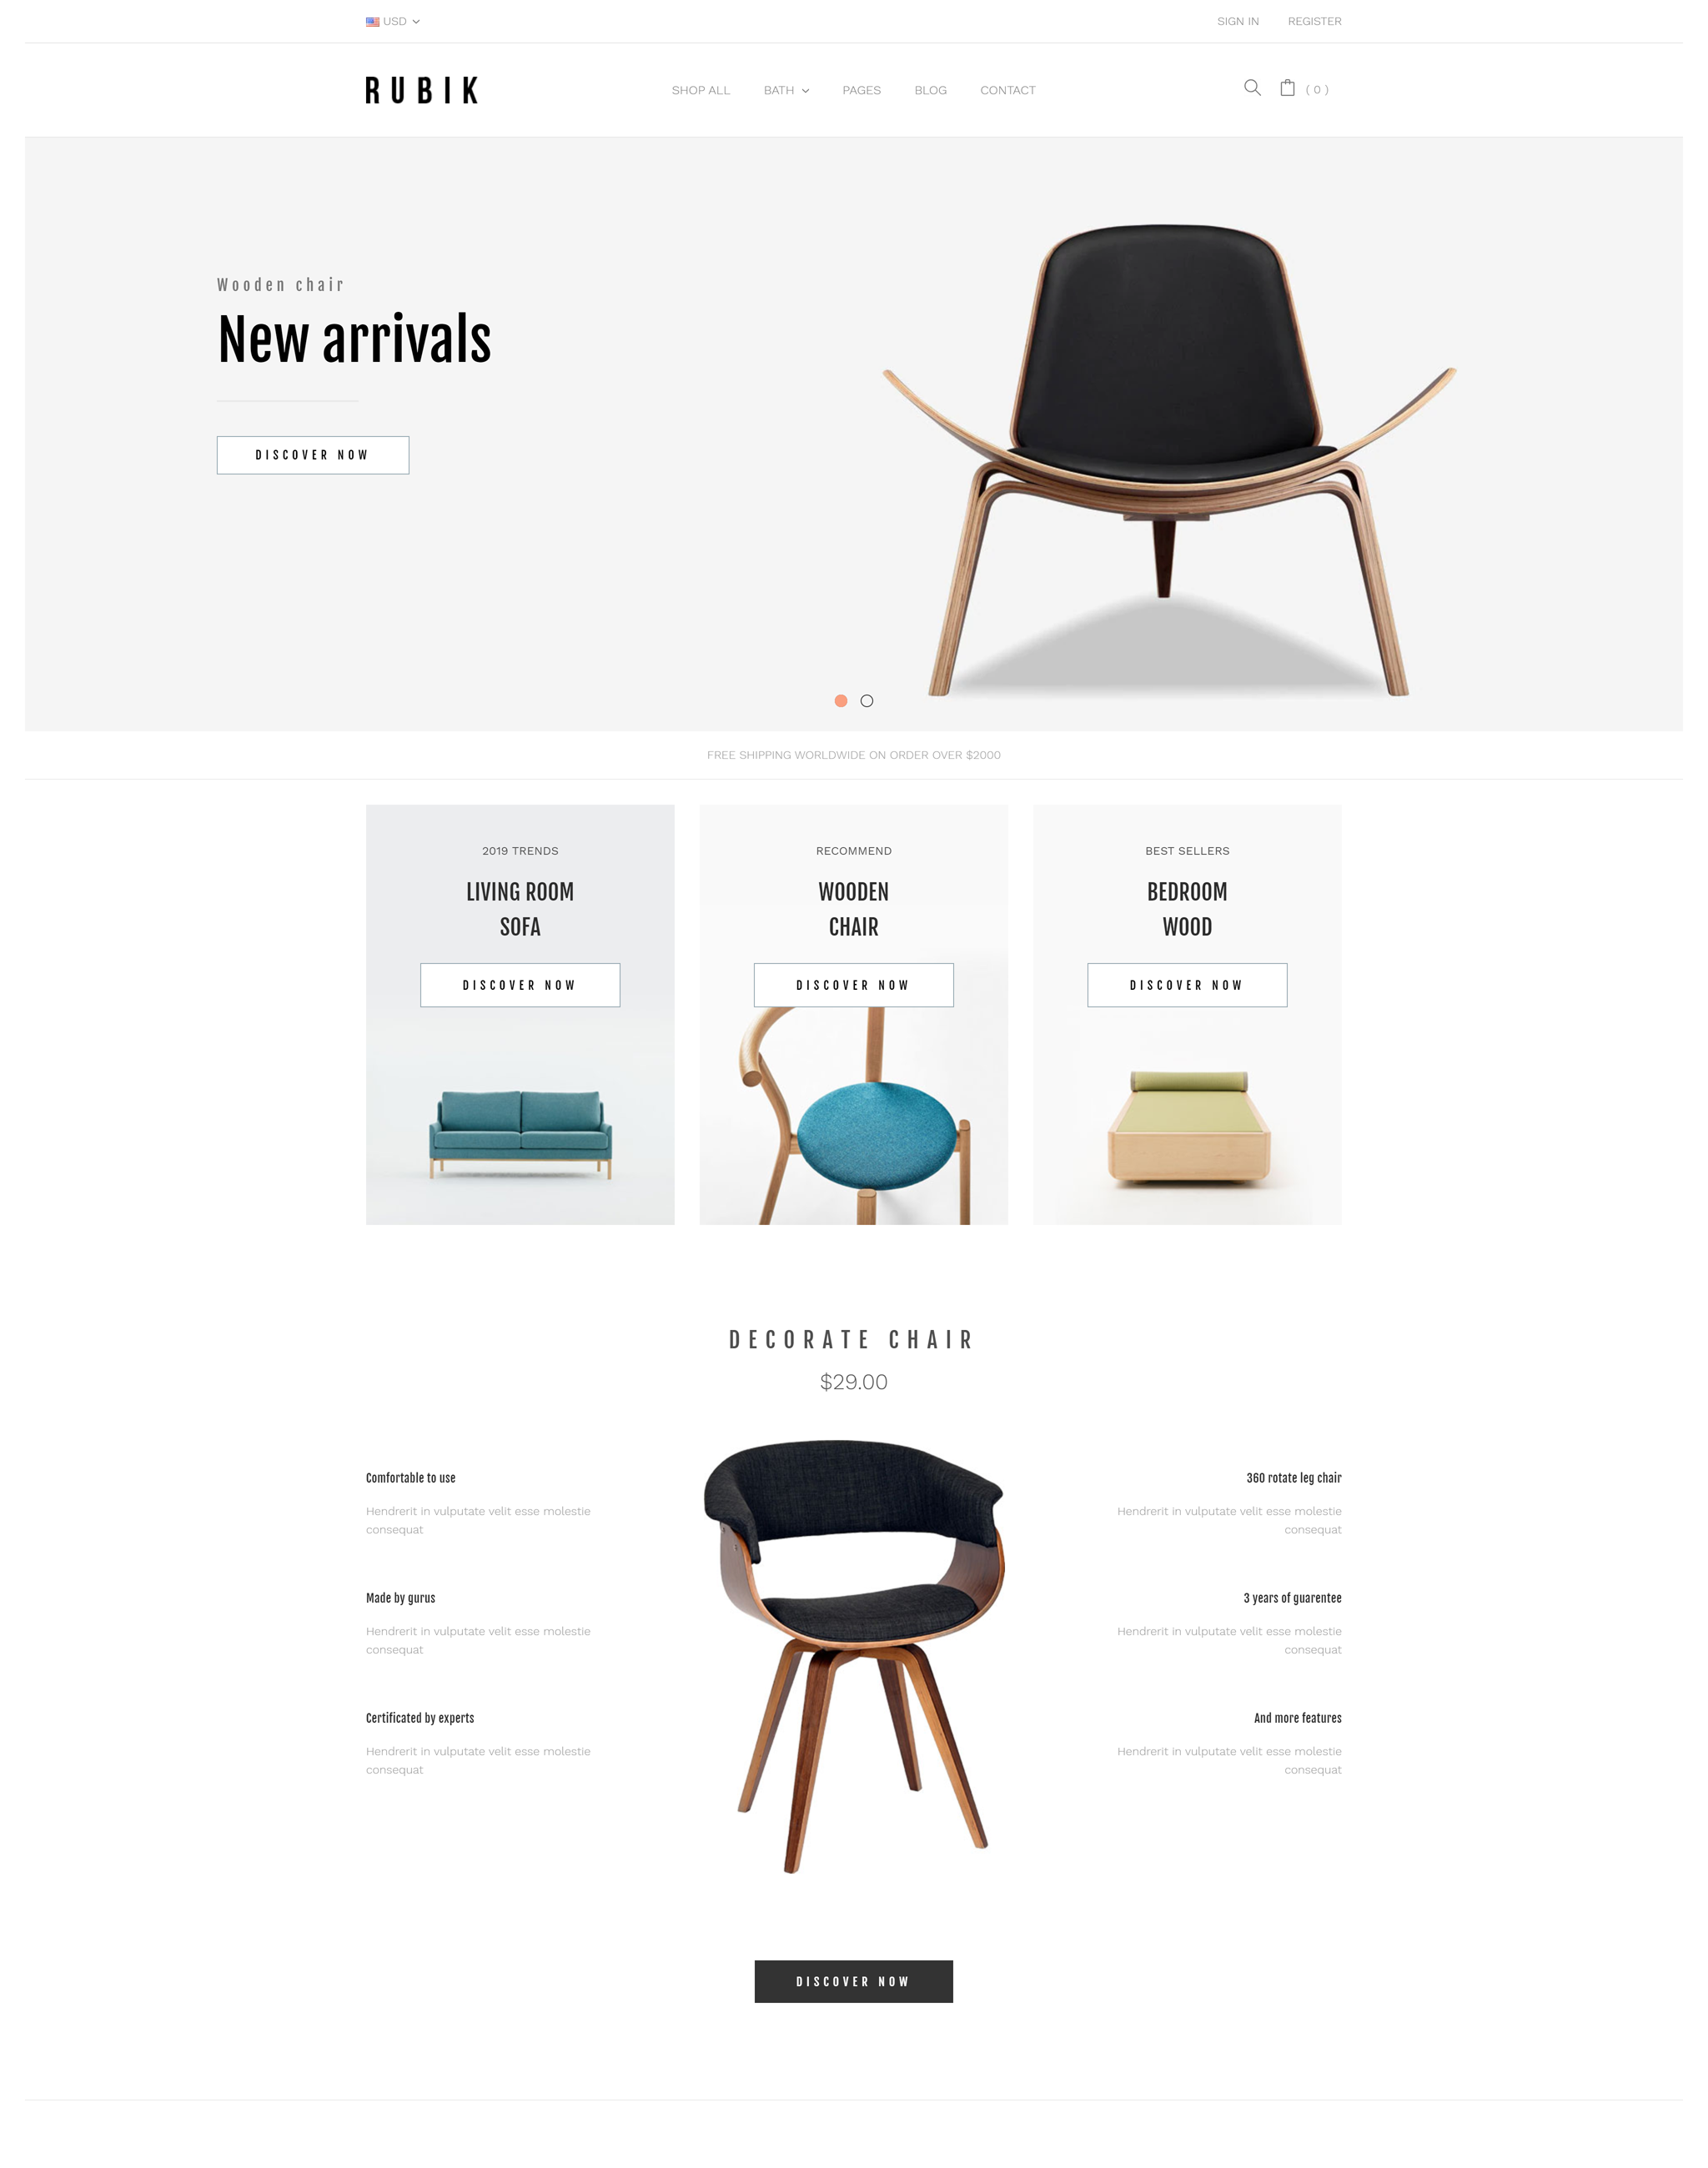 USD
SIGN IN
REGISTER
RUBIK
SHOP ALL
BATH
PAGES
BLOG
CONTACT
( 0 )
Wooden chair
New arrivals
DISCOVER NOW
FREE SHIPPING WORLDWIDE ON ORDER OVER $2000
2019 TRENDS
LIVING ROOM
SOFA
DISCOVER NOW
RECOMMEND
WOODEN
CHAIR
DISCOVER NOW
BEST SELLERS
BEDROOM
WOOD
DISCOVER NOW
DECORATE CHAIR
$29.00
Comfortable to use
Hendrerit in vulputate velit esse molestie
consequat
Made by gurus
Hendrerit in vulputate velit esse molestie
consequat
Certificated by experts
Hendrerit in vulputate velit esse molestie
consequat
360 rotate leg chair
Hendrerit in vulputate velit esse molestie
consequat
3 years of guarentee
Hendrerit in vulputate velit esse molestie
consequat
And more features
Hendrerit in vulputate velit esse molestie
consequat
DISCOVER NOW